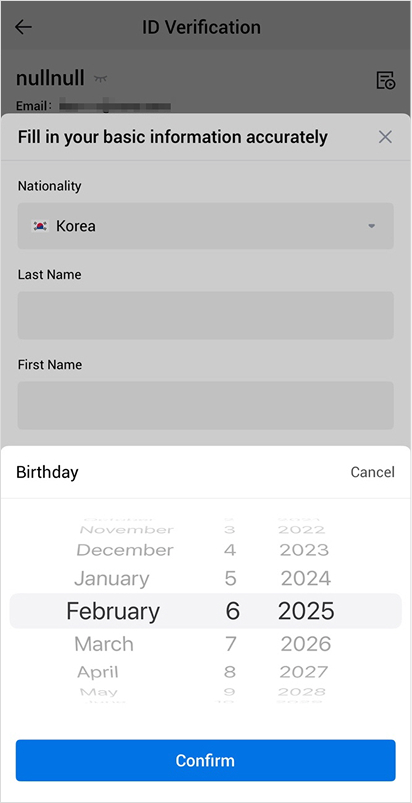 ID Verification
nullnull
Email:
Fill in your basic information accurately
Nationality
Korea
Last Name
First Name
Birthday Cancel
November 3 2022
December 4 2023
January 5 2024
February 6 2025
March 7 2026
April 8 2027
May 9 2028
Confirm